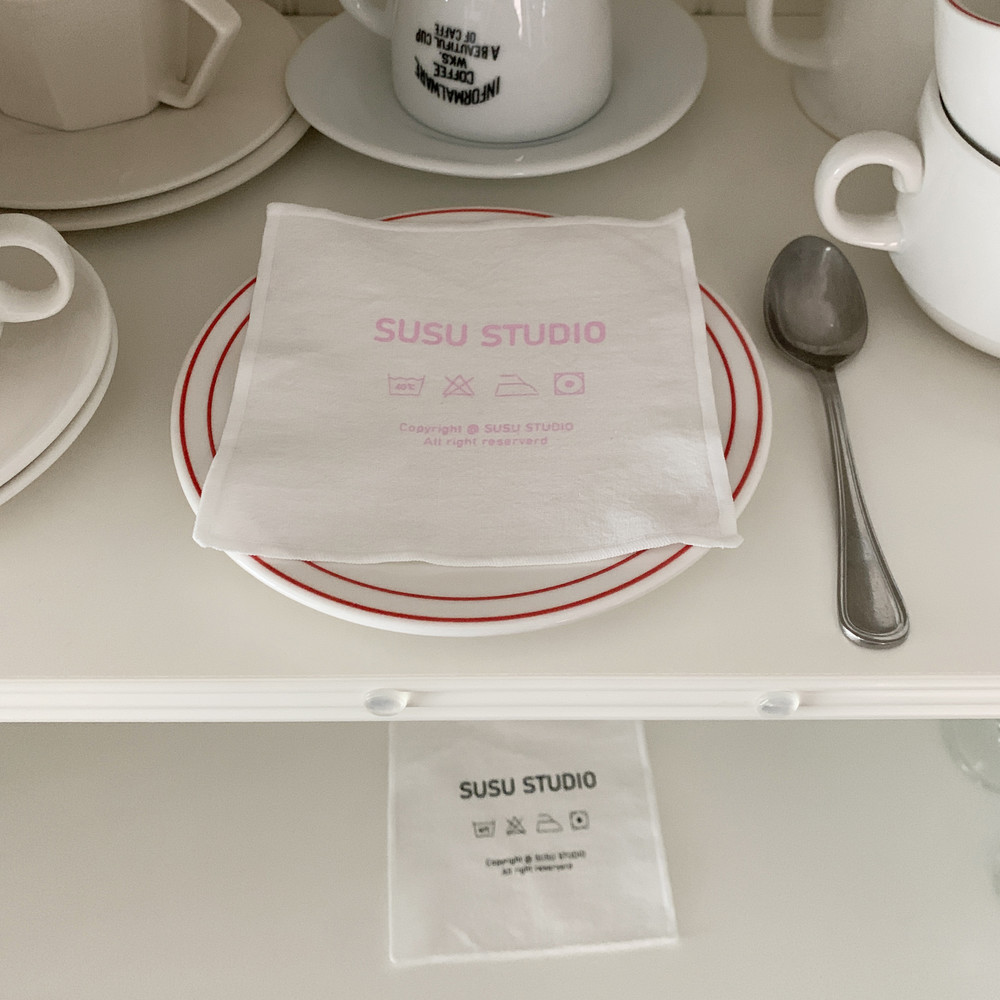 INFORMALWARE
COFFEE
WKS.
A BEAUTIFUL CUP
OF CAFFE
SUSU STUDIO
40℃
Copyright @ SUSU STUDIO
All right reserverd
SUSU STUDIO
Copyright @ SUSU STUDIO
All right reserverd